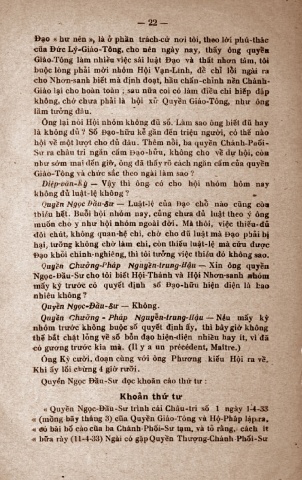 — 22 —
Đạo « hư nên », là ở phần trách-cứ nơi tôi, theo lời phú-thác
của Đức Lý-Giáo-Tông, cho nên ngày nay, thấy ông quyền
Giáo-Tông làm nhiều việc sái luật Đạo và thất nhơn tâm, tôi
buộc lòng phải mời nhóm Hội Vạn-Linh, để chỉ lỗi ngài ra
cho Nhơn-sanh biết mà định đoạt, hầu chấn-chỉnh nền Chánh-
Giáo lại cho hoàn toàn ; sau nữa coi có làm điều chi hiếp đáp
không, chớ chưa phải là hội xử Quyền Giáo-Tông, như ông
lầm tưởng đâu.
Ông lại nói Hội nhóm không đủ số. Làm sao ông biết đủ hay
là không đủ ? Số Đạo-hữu kể gần đến triệu người, có thể nào
hội về một lượt cho đủ đâu. Thêm nỗi, ba quyền Chánh-Phối-
Sư ra châu tri ngăn cấm Đạo-hữu, không cho về dự hội, còn
như sớm mai đến giờ, ông đã thấy rõ cách ngăn cấm của quyền
Giáo-Tông và chức sắc theo ngài làm sao ?
Diệp-văn-Kỳ — Vậy thì ông có cho hội nhóm hôm nay
không đủ luật-lệ không ?
Quyền Ngọc-Đầu-Sư — Luật-lệ của Đạo chỗ nào cũng còn
thiếu hết. Buổi hội nhóm nay, cũng chưa đủ luật theo ý ông
muốn cho y như hội nhóm ngoài đời. Mà thôi, việc thiếu-đủ
đôi chút, không quan-hệ chi, chờ cho đủ luật mà Đạo phải bị
hại, tưởng không chờ làm chi, còn thiếu luật-lệ mà cứu được
Đạo khỏi chinh-nghiêng, thì tôi tưởng việc thiếu đó không sao.
Quyền Chưởng-Pháp Nguyễn-trung-Hậu — Xin ông quyền
Ngọc-Đầu-Sư cho tôi biết Hội-Thánh và Hội Nhơn-Sanh nhóm
mấy kỳ trước có quyết định số Đạo-hữu hiện diện là bao
nhiêu không ?
Quyền Ngọc-Đầu-Sư — Không.
Quyền Chưởng - Pháp Nguyễn-trung-Hậu — Nếu mấy kỳ
nhóm trước không buộc số quyết định ấy, thì bây giờ không
thế bắt chặt lỏng về số bổn đạo hiện-diện nhiều hay ít, vì đã
có gương trước kia mà. (Il y a un précédent, Maître.)
Ông Kỳ cười, đoạn cùng với ông Phương kiếu Hội ra về.
Khi ấy lối chừng 4 giờ rưỡi.
Quyền Ngọc Đầu-Sư đọc khoản cáo thứ tư :
Khoản thứ tư
« Quyền Ngọc-Đầu-Sư trình cái Châu-tri số 1 ngày 1-4-33
« (mùng bảy tháng 3) của Quyền Giáo-Tông và Hộ-Pháp lập ra,
« đó bãi bố cáo của ba Chánh-Phối-Sư tạm, và tỏ rằng, cách ít
« bữa rày (11-4-33) Ngài có gặp Quyền Thượng-Chánh-Phối-Sư